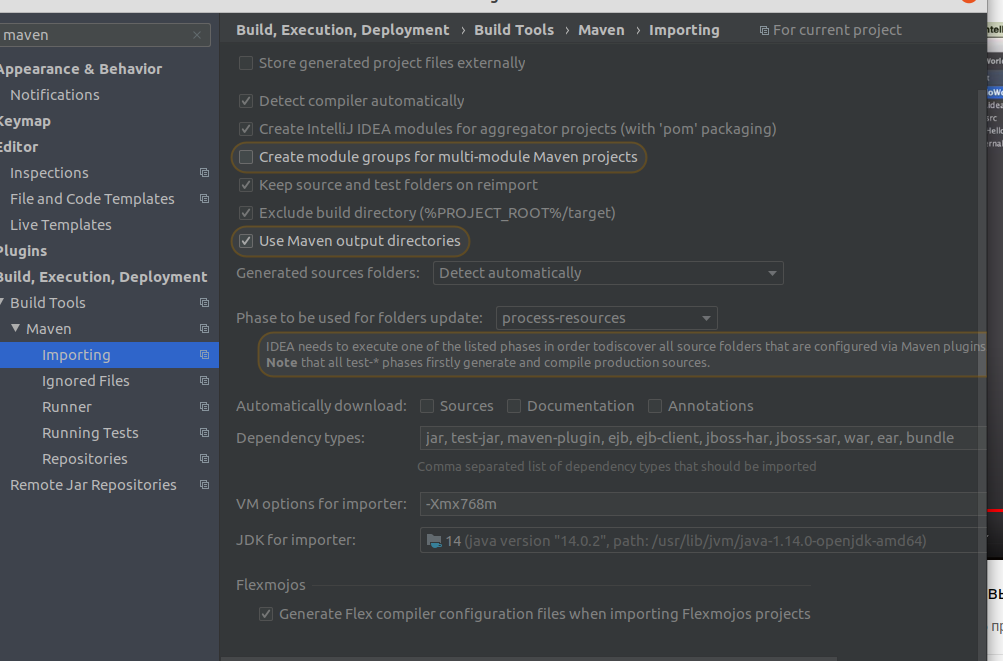 maven
Build, Execution, Deployment › Build Tools › Maven › Importing
For current project
Appearance & Behavior
Notifications
Keymap
Editor
Inspections
File and Code Templates
Live Templates
Plugins
Build, Execution, Deployment
Build Tools
Maven
Importing
Ignored Files
Runner
Running Tests
Repositories
Remote Jar Repositories
Store generated project files externally
Detect compiler automatically
Create IntelliJ IDEA modules for aggregator projects (with 'pom' packaging)
Create module groups for multi-module Maven projects
Keep source and test folders on reimport
Exclude build directory (%PROJECT_ROOT%/target)
Use Maven output directories
Generated sources folders: Detect automatically
Phase to be used for folders update: process-resources
IDEA needs to execute one of the listed phases in order todiscover all source folders that are configured via Maven plugins
Note that all test-* phases firstly generate and compile production sources.
Automatically download: Sources Documentation Annotations
Dependency types: jar, test-jar, maven-plugin, ejb, ejb-client, jboss-har, jboss-sar, war, ear, bundle
Comma separated list of dependency types that should be imported
VM options for importer: -Xmx768m
JDK for importer: 14 (java version "14.0.2", path: /usr/lib/jvm/java-1.14.0-openjdk-amd64)
Flexmojos
Generate Flex compiler configuration files when importing Flexmojos projects